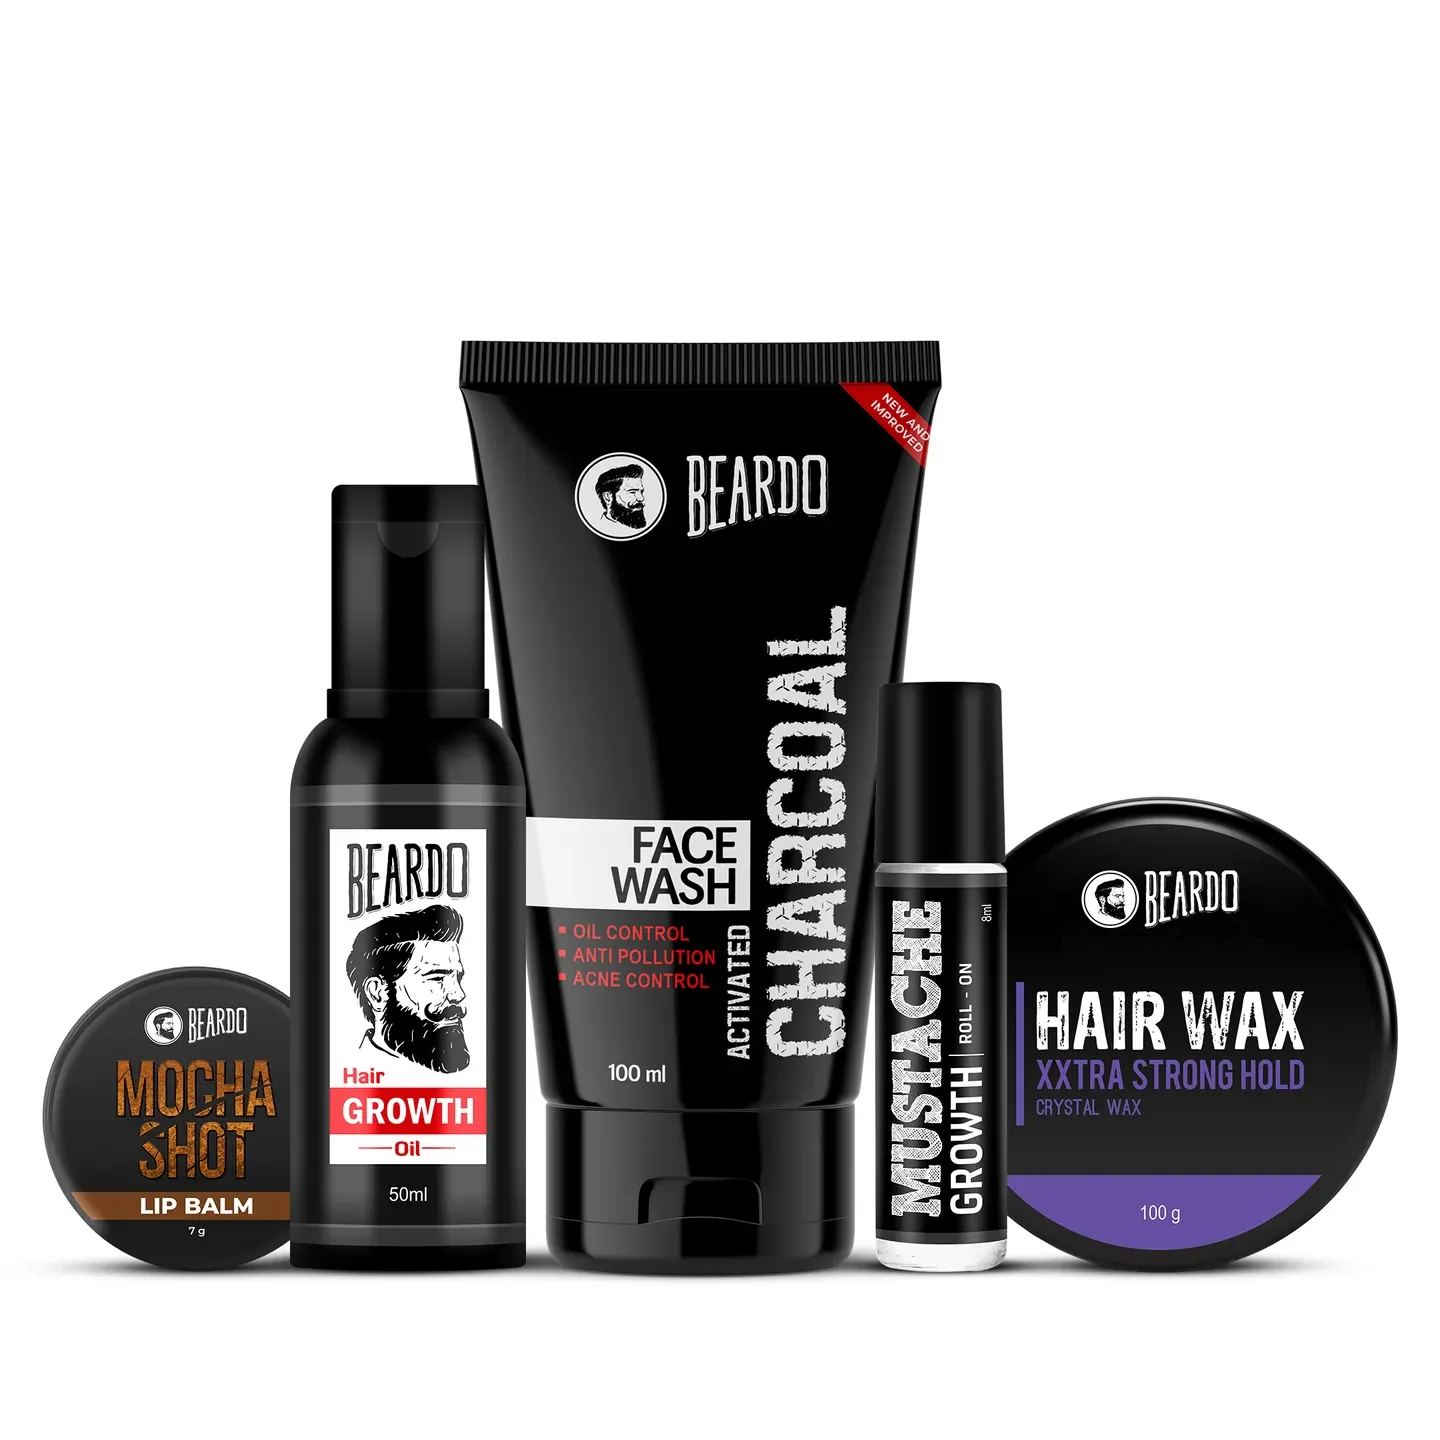 BEARDO
MOCHA
SHOT
LIP BALM
7 g
BEARDO
Hair
GROWTH
Oil
50ml
NEW AND
IMPROVED
BEARDO
ACTIVATED
CHARCOAL
FACE
WASH
OIL CONTROL
ANTI POLLUTION
ACNE CONTROL
100 ml
MUSTACHE
GROWTH | ROLL - ON
8ml
BEARDO
HAIR WAX
XXTRA STRONG HOLD
CRYSTAL WAX
100 g